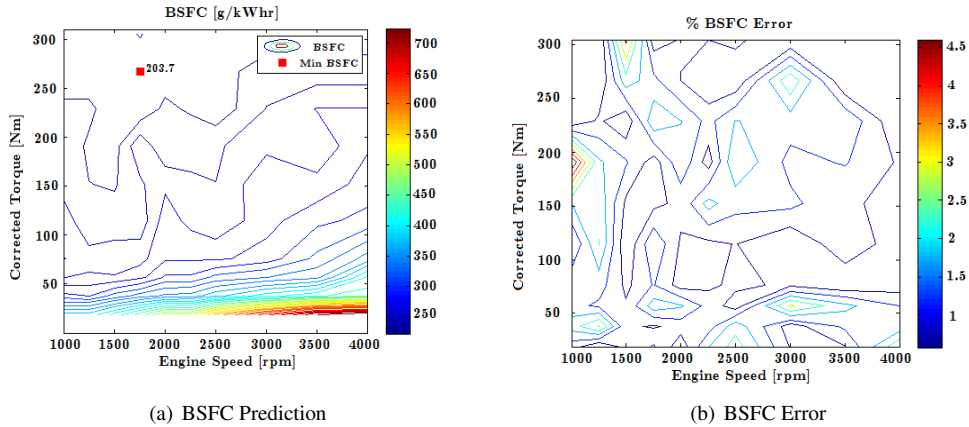 BSFC [g/kWhr]
300
250
200
150
100
50
1000 1500 2000 2500 3000 3500 4000
Corrected Torque [Nm]
Engine Speed [rpm]
203.7
BSFC
Min BSFC
700
650
600
550
500
450
400
350
300
250
(a) BSFC Prediction
% BSFC Error
300
250
200
150
100
50
1000 1500 2000 2500 3000 3500 4000
Corrected Torque [Nm]
Engine Speed [rpm]
4.5
4
3.5
3
2.5
2
1.5
1
(b) BSFC Error